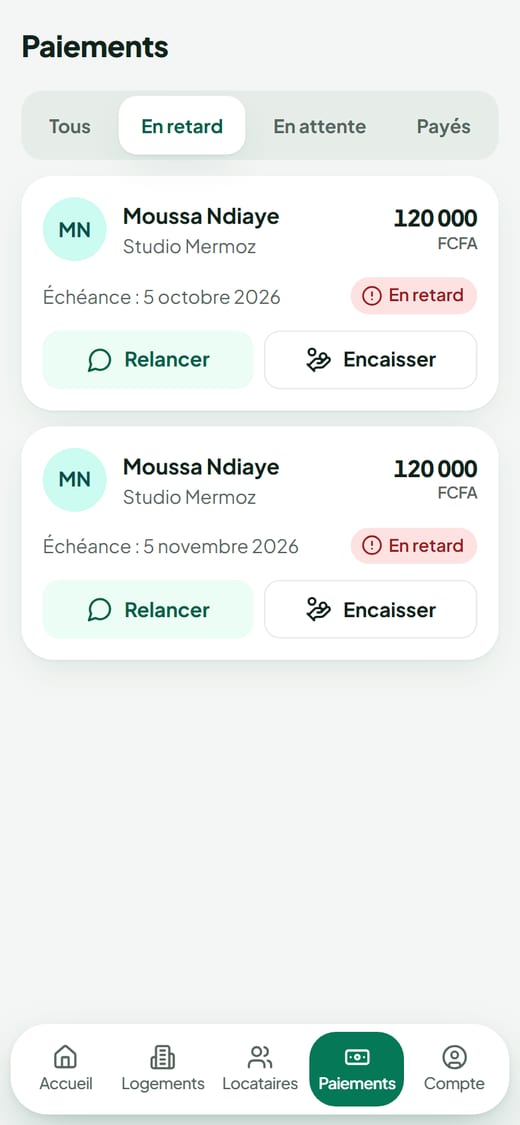 Paiements
Tous En retard En attente Payés
MN Moussa Ndiaye 120 000
Studio Mermoz FCFA
Échéance : 5 octobre 2026 En retard
Relancer Encaisser
MN Moussa Ndiaye 120 000
Studio Mermoz FCFA
Échéance : 5 novembre 2026 En retard
Relancer Encaisser
Accueil Logements Locataires Paiements Compte